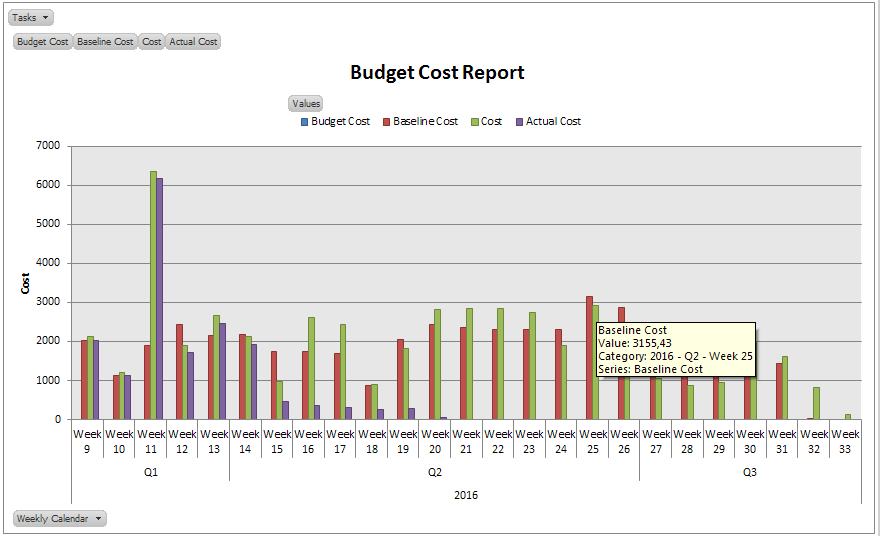 Tasks
Budget Cost Baseline Cost Cost Actual Cost
Budget Cost Report
Values
Budget Cost Baseline Cost Cost Actual Cost
7000
6000
5000
4000
3000
2000
1000
0
Cost
Baseline Cost
Value: 3155,43
Category: 2016 - Q2 - Week 25
Series: Baseline Cost
Week Week Week Week Week Week Week Week Week Week Week Week Week Week Week Week Week Week Week Week Week Week Week Week Week
9 10 11 12 13 14 15 16 17 18 19 20 21 22 23 24 25 26 27 28 29 30 31 32 33
Q1 Q2 Q3
2016
Weekly Calendar